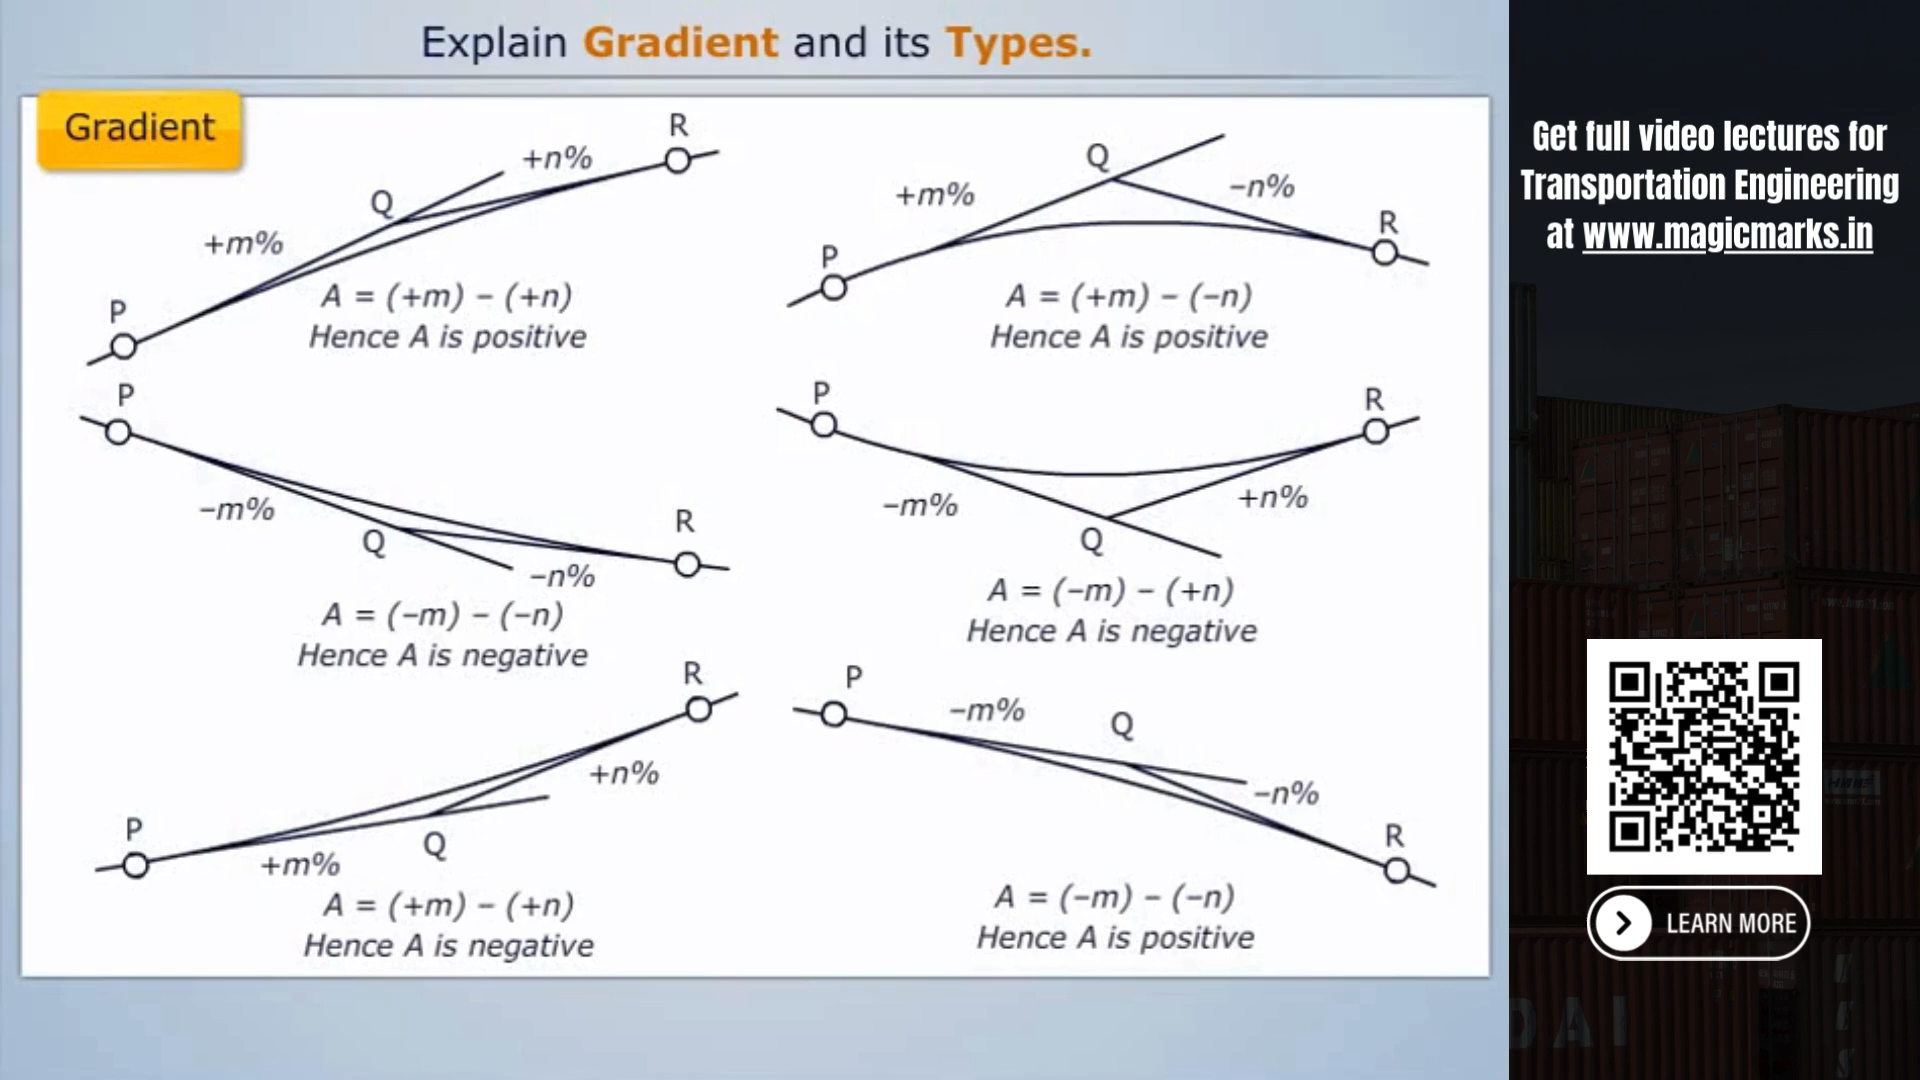 Explain Gradient and its Types.
Gradient
R
+n%
Q
+m%
P
A = (+m) – (+n)
Hence A is positive
Q
+m%
–n%
R
P
A = (+m) – (–n)
Hence A is positive
P
–m%
Q
R
–n%
A = (–m) – (–n)
Hence A is negative
P
R
–m%
+n%
Q
A = (–m) – (+n)
Hence A is negative
R
+n%
P
Q
+m%
A = (+m) – (+n)
Hence A is negative
P
–m%
Q
–n%
R
A = (–m) – (–n)
Hence A is positive
Get full video lectures for
Transportation Engineering
at www.magicmarks.in
LEARN MORE